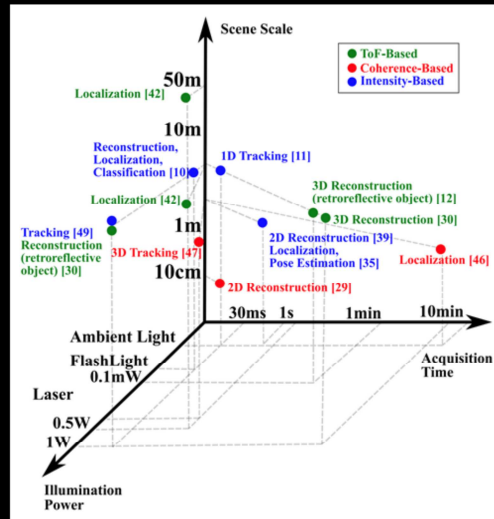 Scene Scale
ToF-Based
Coherence-Based
Intensity-Based
50m
Localization [42]
10m
Reconstruction,
Localization,
Classification [10]
1D Tracking [11]
3D Reconstruction
(retroreflective object) [12]
Localization [42]
3D Reconstruction [30]
1m
Tracking [49]
Reconstruction
(retroreflective object)
[30]
3D Tracking [47]
2D Reconstruction [39]
Localization,
Pose Estimation [35]
Localization [46]
10cm
2D Reconstruction [29]
30ms
1s
1min
10min
Ambient Light
Acquisition
Time
FlashLight
0.1mW
Laser
0.5W
1W
Illumination
Power